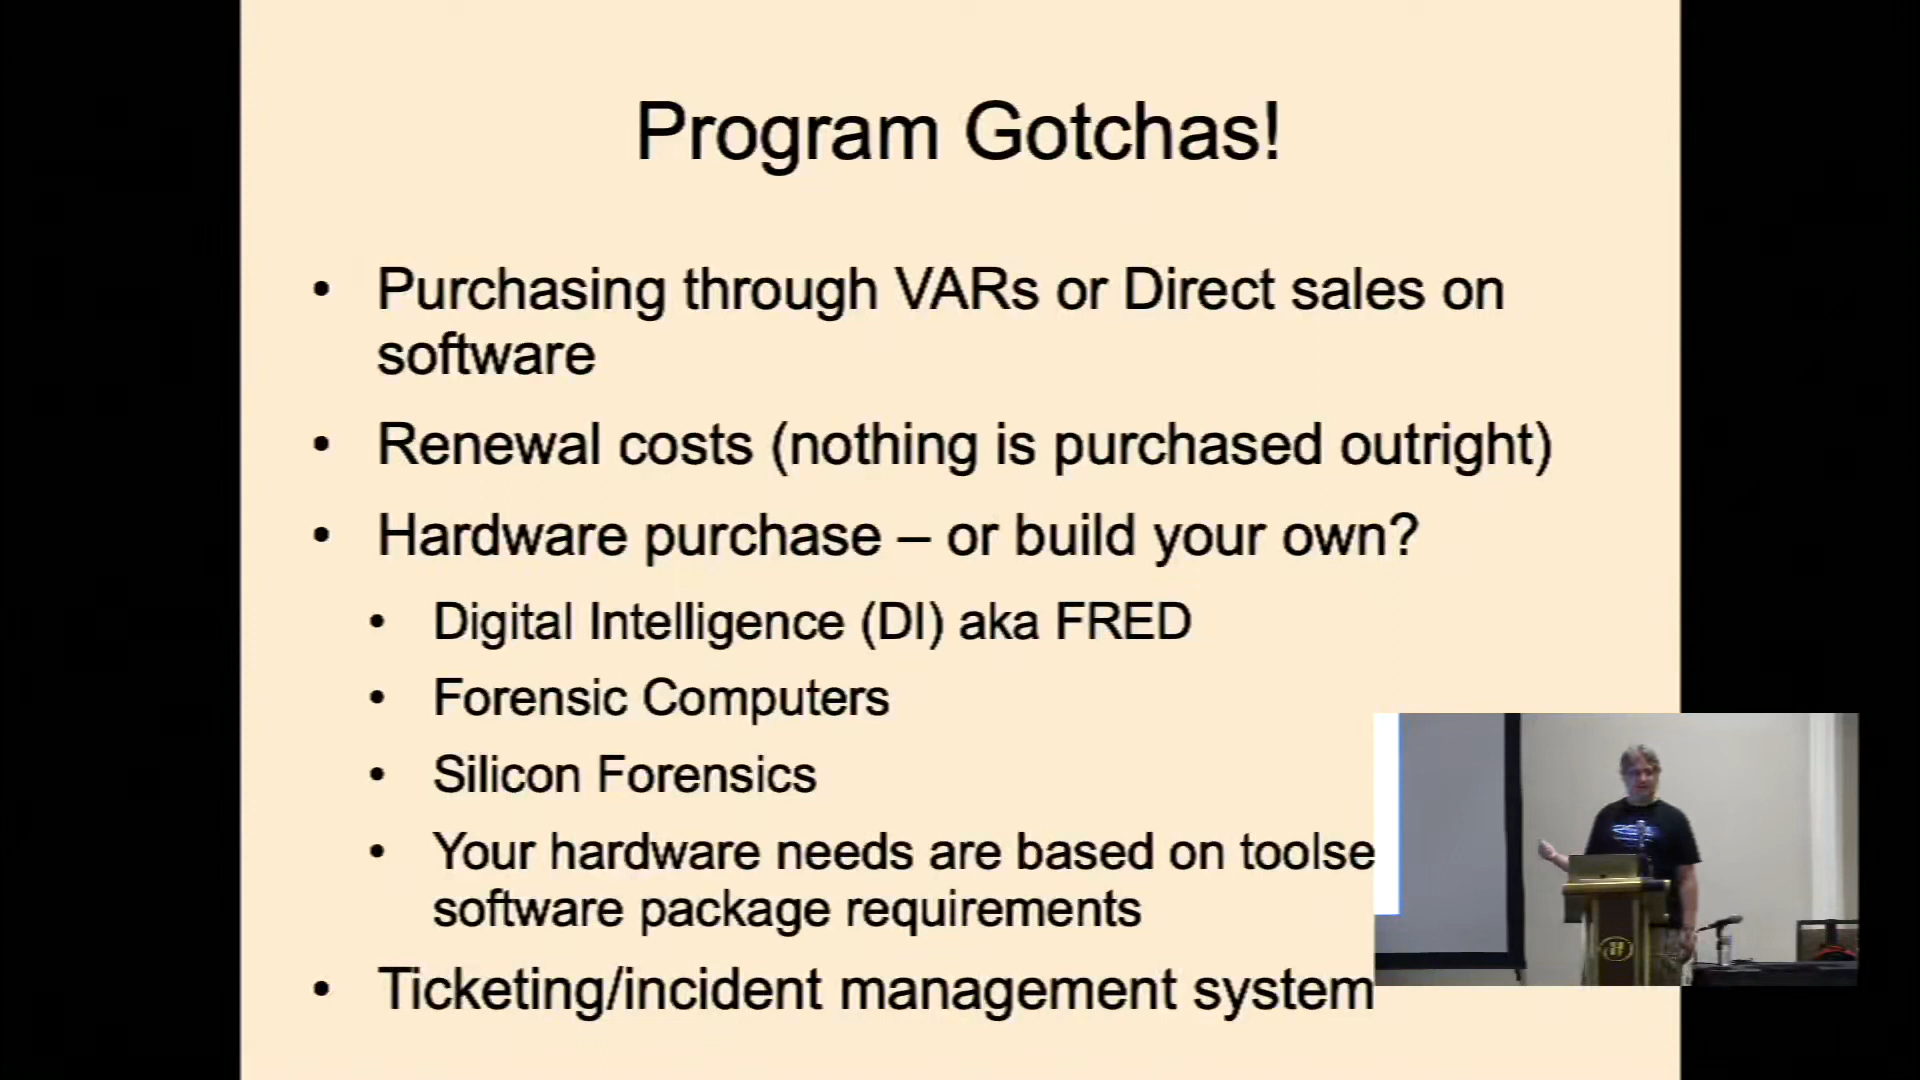 Program Gotchas!
• Purchasing through VARs or Direct sales on
software
• Renewal costs (nothing is purchased outright)
• Hardware purchase – or build your own?
• Digital Intelligence (DI) aka FRED
• Forensic Computers
• Silicon Forensics
• Your hardware needs are based on toolse
software package requirements
• Ticketing/incident management system